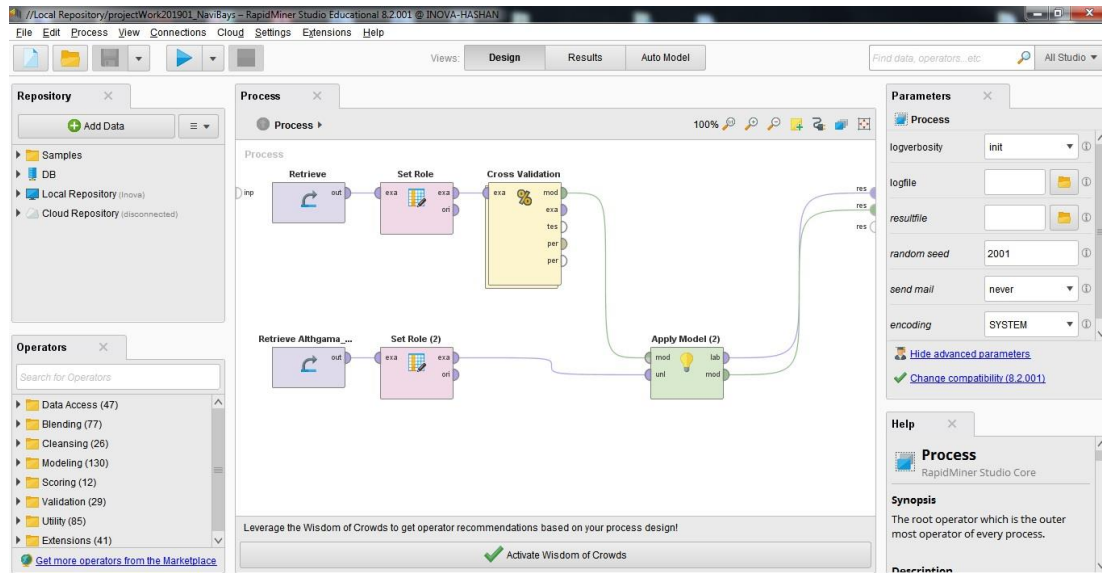 //Local Repository/projectWork201901_NaviBays – RapidMiner Studio Educational 8.2.001 @ INOVA-HASHAN
File Edit Process View Connections Cloud Settings Extensions Help
Views: Design Results Auto Model
Find data, operators...etc
All Studio
Repository
Add Data
Samples
DB
Local Repository (Inova)
Cloud Repository (disconnected)
Operators
Search for Operators
Data Access (47)
Blending (77)
Cleansing (26)
Modeling (130)
Scoring (12)
Validation (29)
Utility (85)
Extensions (41)
Get more operators from the Marketplace
Process
Process
100%
Process
inp
Retrieve
out
Set Role
exa exa
ori
Cross Validation
exa mod
exa
tes
per
per
res
res
res
Retrieve Althgama_...
out
Set Role (2)
exa exa
ori
Apply Model (2)
mod lab
unl mod
Leverage the Wisdom of Crowds to get operator recommendations based on your process design!
Activate Wisdom of Crowds
Parameters
Process
logverbosity init
logfile
resultfile
random seed 2001
send mail never
encoding SYSTEM
Hide advanced parameters
Change compatibility (8.2.001)
Help
Process
RapidMiner Studio Core
Synopsis
The root operator which is the outer
most operator of every process.
Description